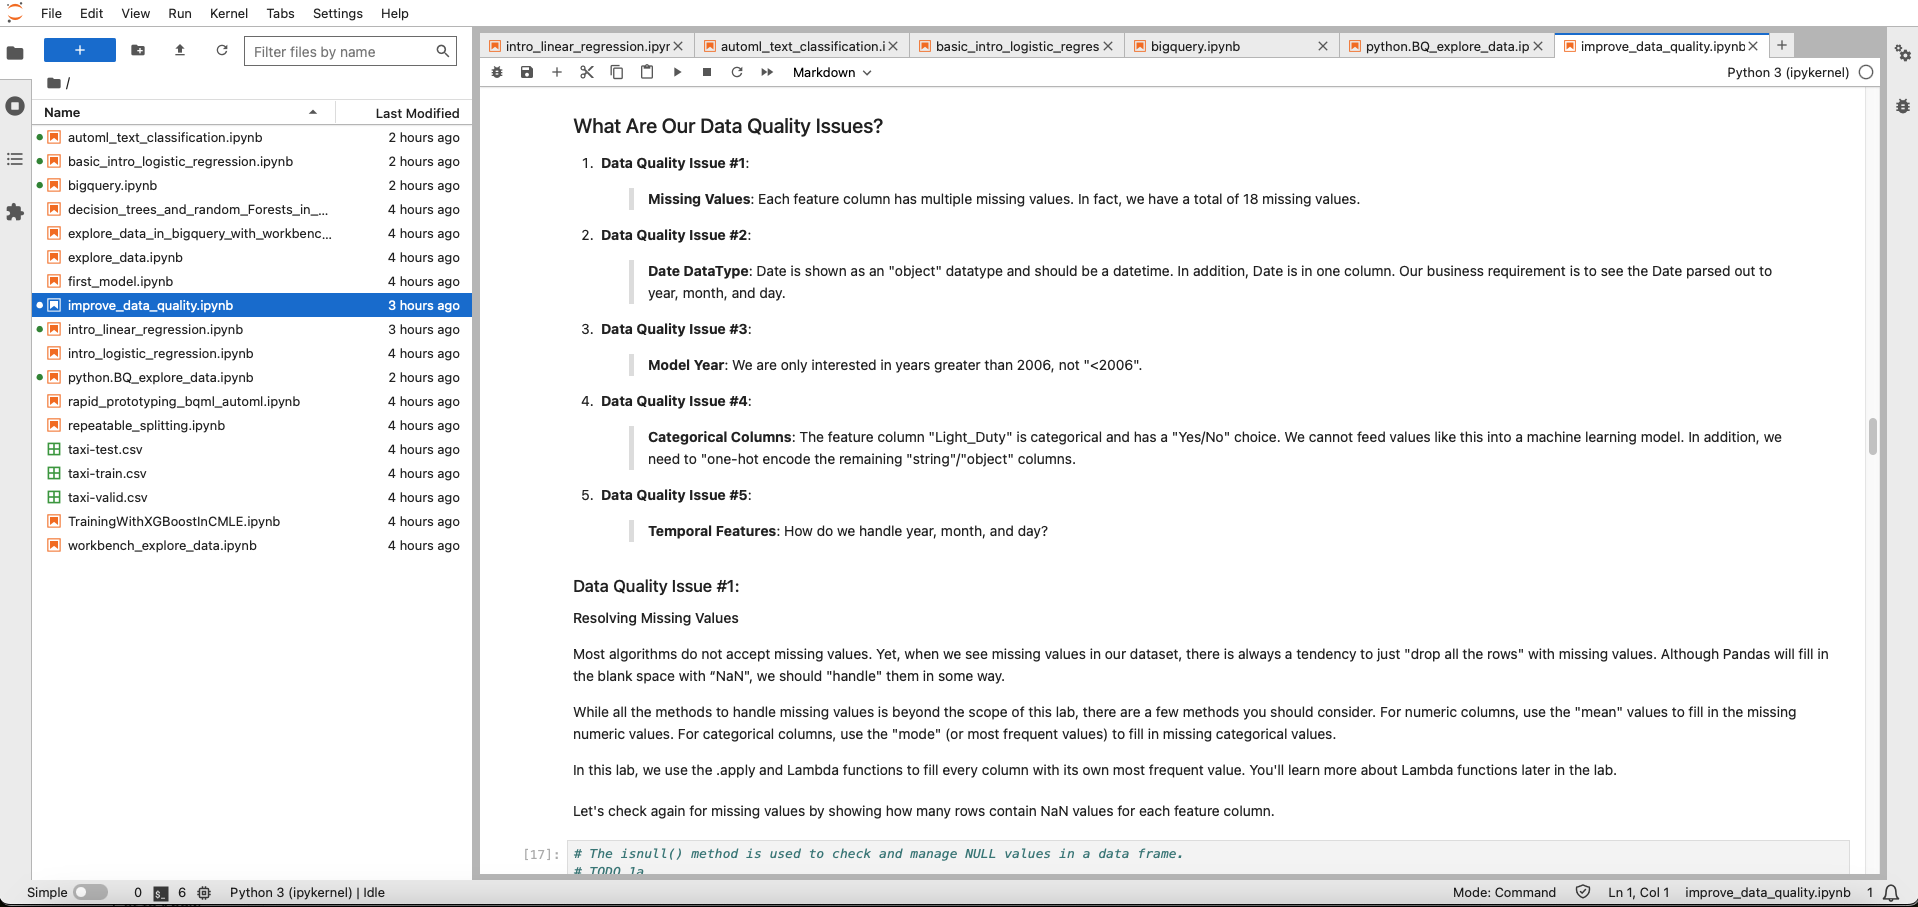 File Edit View Run Kernel Tabs Settings Help
Filter files by name
/
Name Last Modified
automl_text_classification.ipynb 2 hours ago
basic_intro_logistic_regression.ipynb 2 hours ago
bigquery.ipynb 2 hours ago
decision_trees_and_random_Forests_in_... 4 hours ago
explore_data_in_bigquery_with_workbenc... 4 hours ago
explore_data.ipynb 4 hours ago
first_model.ipynb 4 hours ago
improve_data_quality.ipynb 3 hours ago
intro_linear_regression.ipynb 3 hours ago
intro_logistic_regression.ipynb 4 hours ago
python.BQ_explore_data.ipynb 2 hours ago
rapid_prototyping_bqml_automl.ipynb 4 hours ago
repeatable_splitting.ipynb 4 hours ago
taxi-test.csv 4 hours ago
taxi-train.csv 4 hours ago
taxi-valid.csv 4 hours ago
TrainingWithXGBoostInCMLE.ipynb 4 hours ago
workbench_explore_data.ipynb 4 hours ago
intro_linear_regression.ipyr automl_text_classification.i basic_intro_logistic_regres bigquery.ipynb python.BQ_explore_data.ip improve_data_quality.ipynb
Markdown Python 3 (ipykernel)
What Are Our Data Quality Issues?
1. Data Quality Issue #1:
Missing Values: Each feature column has multiple missing values. In fact, we have a total of 18 missing values.
2. Data Quality Issue #2:
Date DataType: Date is shown as an "object" datatype and should be a datetime. In addition, Date is in one column. Our business requirement is to see the Date parsed out to
year, month, and day.
3. Data Quality Issue #3:
Model Year: We are only interested in years greater than 2006, not "<2006".
4. Data Quality Issue #4:
Categorical Columns: The feature column "Light_Duty" is categorical and has a "Yes/No" choice. We cannot feed values like this into a machine learning model. In addition, we
need to "one-hot encode the remaining "string"/"object" columns.
5. Data Quality Issue #5:
Temporal Features: How do we handle year, month, and day?
Data Quality Issue #1:
Resolving Missing Values
Most algorithms do not accept missing values. Yet, when we see missing values in our dataset, there is always a tendency to just "drop all the rows" with missing values. Although Pandas will fill in
the blank space with “NaN", we should "handle" them in some way.
While all the methods to handle missing values is beyond the scope of this lab, there are a few methods you should consider. For numeric columns, use the "mean" values to fill in the missing
numeric values. For categorical columns, use the "mode" (or most frequent values) to fill in missing categorical values.
In this lab, we use the .apply and Lambda functions to fill every column with its own most frequent value. You'll learn more about Lambda functions later in the lab.
Let's check again for missing values by showing how many rows contain NaN values for each feature column.
[17]: # The isnull() method is used to check and manage NULL values in a data frame.
# TODO 1a
Simple 0 6 Python 3 (ipykernel) | Idle Mode: Command Ln 1, Col 1 improve_data_quality.ipynb 1